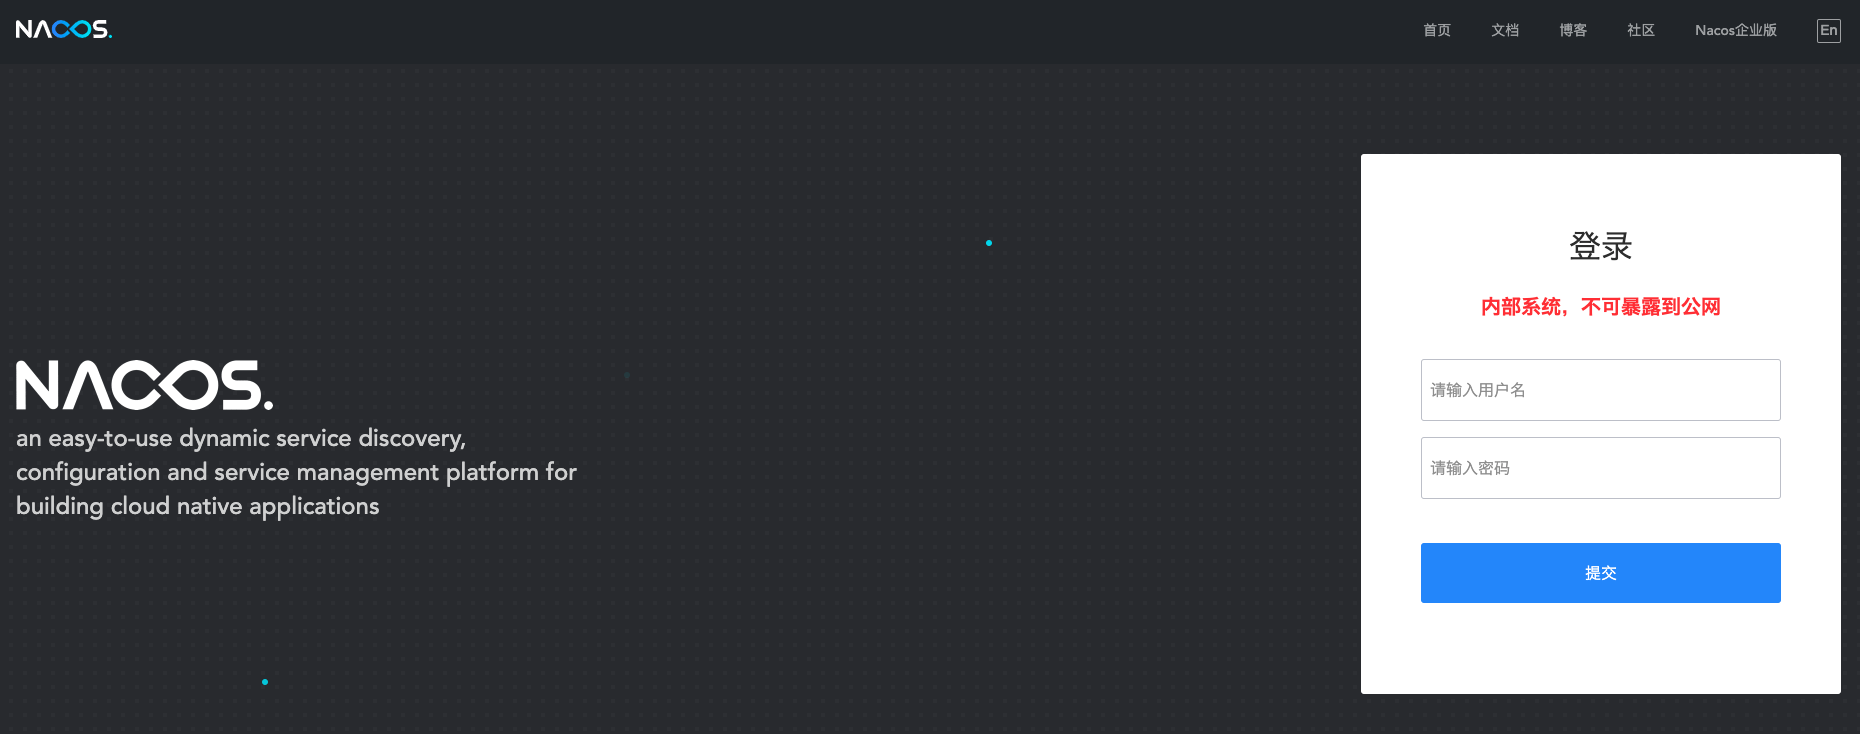 NACOS.
首页 文档 博客 社区 Nacos企业版 En
NACOS.
an easy-to-use dynamic service discovery,
configuration and service management platform for
building cloud native applications
登录
内部系统，不可暴露到公网
请输入用户名
请输入密码
提交